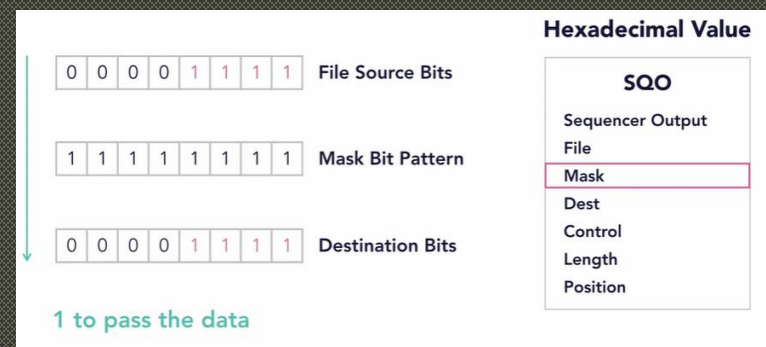 Hexadecimal Value
0 0 0 0 1 1 1 1 File Source Bits
1 1 1 1 1 1 1 1 Mask Bit Pattern
0 0 0 0 1 1 1 1 Destination Bits
1 to pass the data
SQO
Sequencer Output
File
Mask
Dest
Control
Length
Position